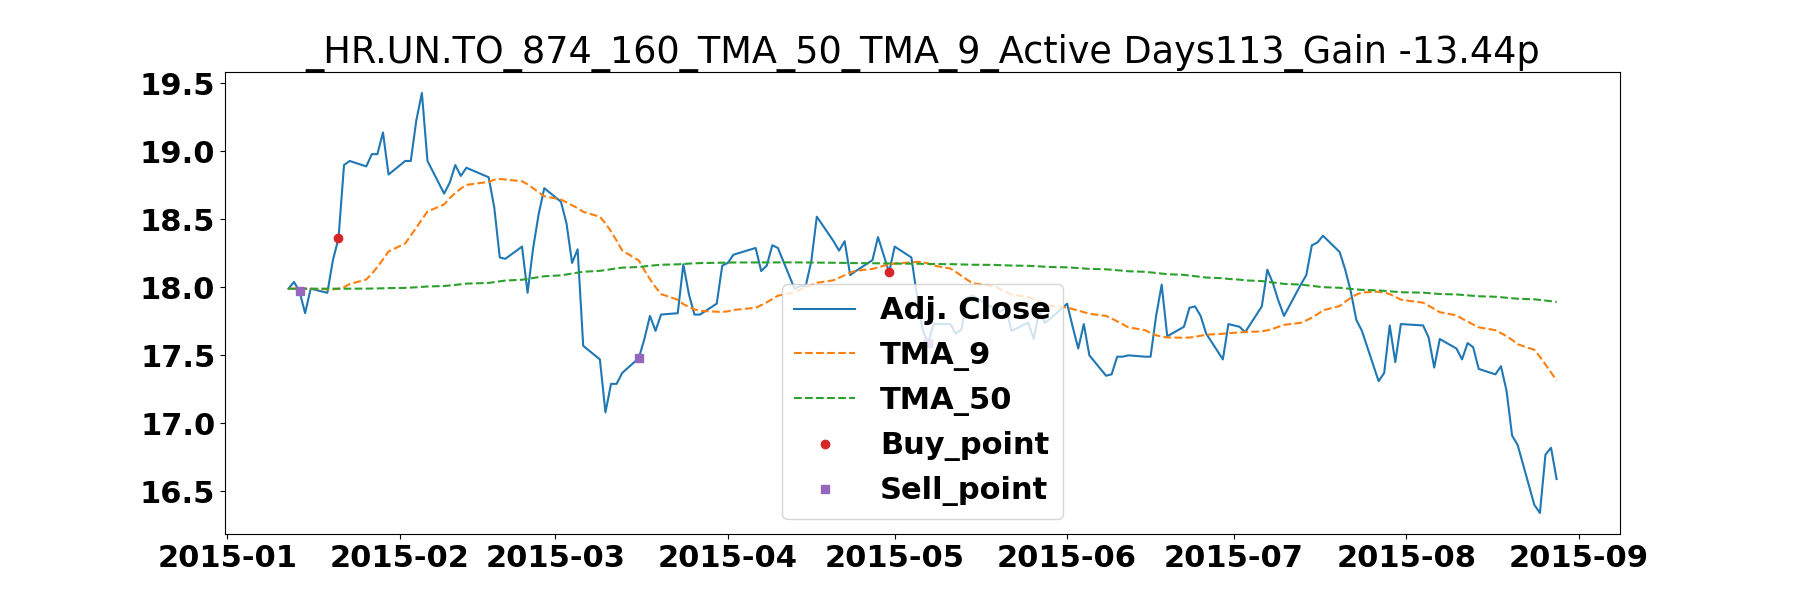 _HR.UN.TO_874_160_TMA_50_TMA_9_Active Days113_Gain -13.44p
19.5
19.0
18.5
18.0
17.5
17.0
16.5
Adj. Close
TMA_9
TMA_50
Buy_point
Sell_point
2015-01 2015-02 2015-03 2015-04 2015-05 2015-06 2015-07 2015-08 2015-09